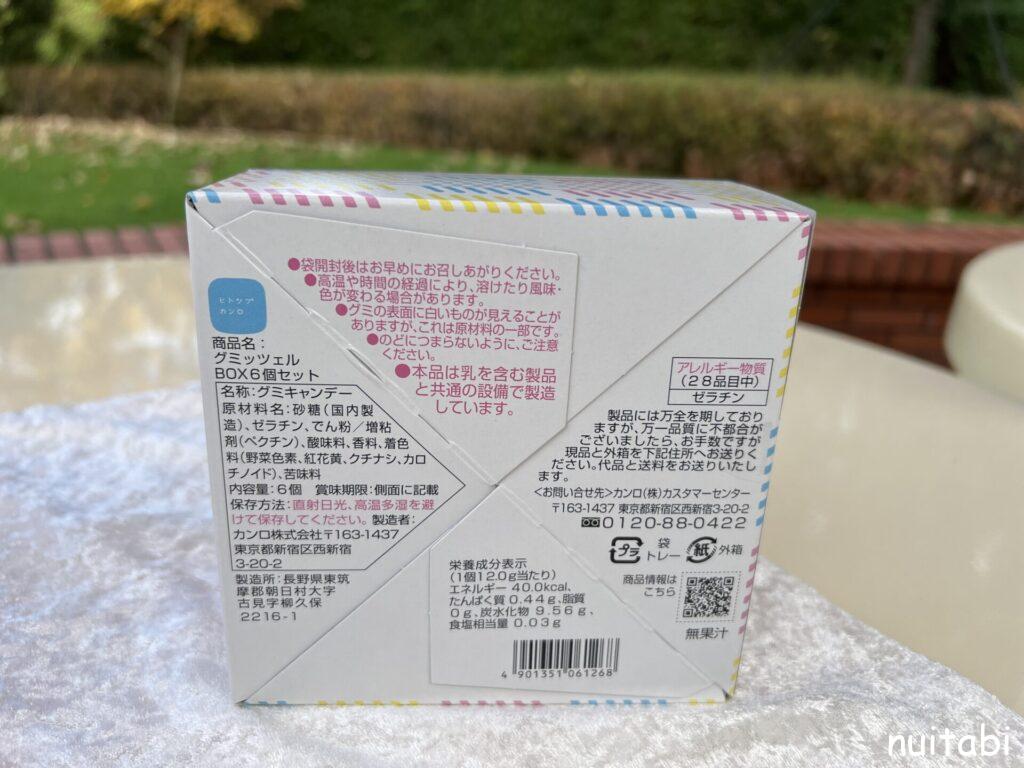 ●袋開封後はお早めにお召しあがりください。
●高温や時間の経過により、溶けたり風味・
色が変わる場合があります。
●グミの表面に白いものが見えることが
ありますが、これは原材料の一部です。
●のどにつまらないように、ご注意
ください。
●本品は乳を含む製品
と共通の設備で製造
しています。
ヒトツブ
カンロ
商品名：
グミッツェル
BOX6個セット
名称：グミキャンデー
原材料名：砂糖（国内製
造）、ゼラチン、でん粉／増粘
剤（ペクチン）、酸味料、香料、着色
料（野菜色素、紅花黄、クチナシ、カロ
チノイド）、苦味料
内容量：6個　賞味期限：側面に記載
保存方法：直射日光、高温多湿を避
けて保存してください。製造者：
カンロ株式会社〒163-1437
東京都新宿区西新宿
3-20-2
製造所：長野県東筑
摩郡朝日村大字
古見字柳久保
2216-1
アレルギー物質
（28品目中）
ゼラチン
製品には万全を期しており
ますが、万一品質に不都合が
ございましたら、お手数ですが
現品と外箱を下記住所へお送りく
ださい。代品と送料をお送りいたし
ます。
<お問い合せ先>カンロ（株）カスタマーセンター
〒163-1437 東京都新宿区西新宿3-20-2
0120-88-0422
プラ
袋
トレー
紙
外箱
商品情報は
こちら
無果汁
栄養成分表示
（1個12.0g当たり）
エネルギー 40.0kcal、
たんぱく質 0.44g、脂質
0g、炭水化物 9.56g、
食塩相当量 0.03g
4 901351 061268
nuitabi